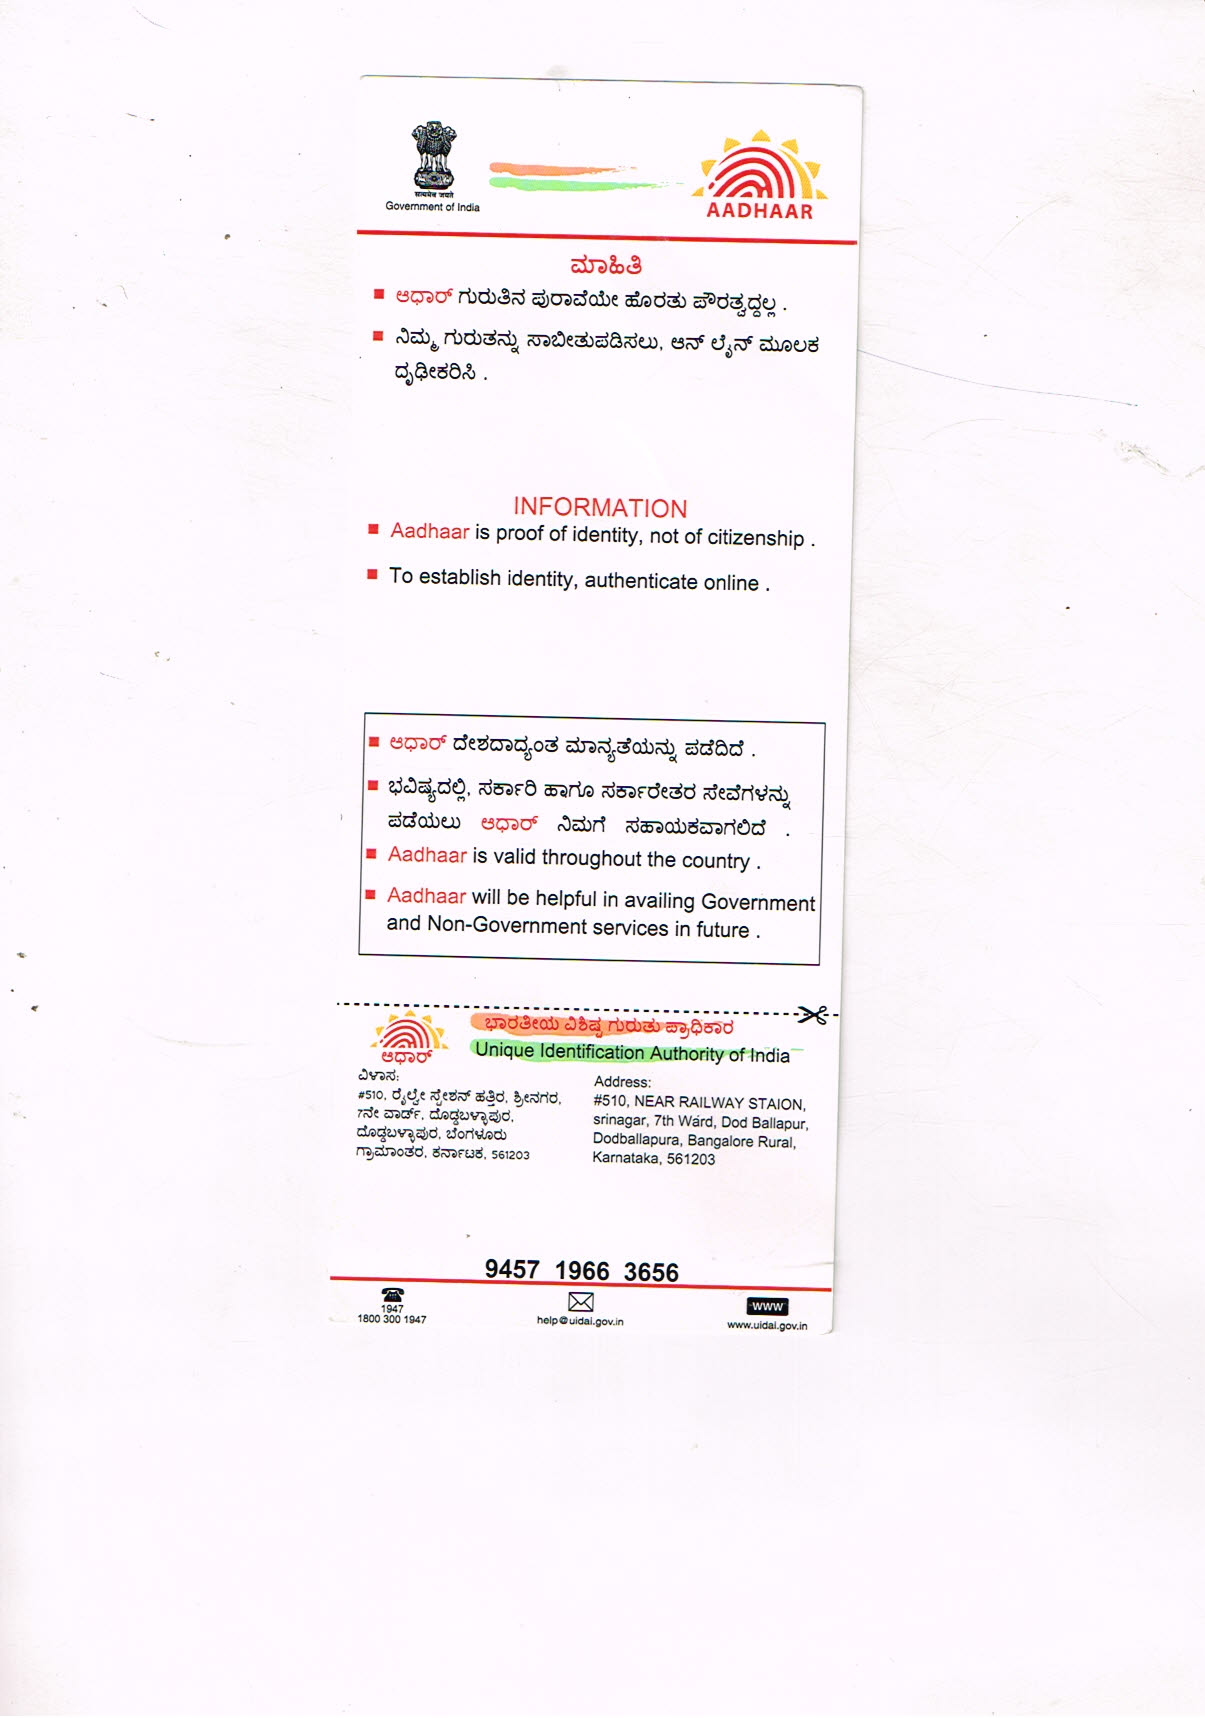 सत्यमेव जयते
Government of India
AADHAAR
ಮಾಹಿತಿ
ಆಧಾರ್ ಗುರುತಿನ ಪುರಾವೆಯೇ ಹೊರತು ಪೌರತ್ವದ್ದಲ್ಲ .
ನಿಮ್ಮ ಗುರುತನ್ನು ಸಾಬೀತುಪಡಿಸಲು, ಆನ್ ಲೈನ್ ಮೂಲಕ
ದೃಢೀಕರಿಸಿ .
INFORMATION
Aadhaar is proof of identity, not of citizenship .
To establish identity, authenticate online .
ಆಧಾರ್ ದೇಶದಾದ್ಯಂತ ಮಾನ್ಯತೆಯನ್ನು ಪಡೆದಿದೆ .
ಭವಿಷ್ಯದಲ್ಲಿ, ಸರ್ಕಾರಿ ಹಾಗೂ ಸರ್ಕಾರೇತರ ಸೇವೆಗಳನ್ನು
ಪಡೆಯಲು ಆಧಾರ್ ನಿಮಗೆ ಸಹಾಯಕವಾಗಲಿದೆ .
Aadhaar is valid throughout the country .
Aadhaar will be helpful in availing Government
and Non-Government services in future .
ಆಧಾರ್
ಭಾರತೀಯ ವಿಶಿಷ್ಟ ಗುರುತು ಪ್ರಾಧಿಕಾರ
Unique Identification Authority of India
ವಿಳಾಸ:
#510, ರೈಲ್ವೇ ಸ್ಟೇಶನ್ ಹತ್ತಿರ, ಶ್ರೀನಗರ,
7ನೇ ವಾರ್ಡ್, ದೊಡ್ಡಬಳ್ಳಾಪುರ,
ದೊಡ್ಡಬಳ್ಳಾಪುರ, ಬೆಂಗಳೂರು
ಗ್ರಾಮಾಂತರ, ಕರ್ನಾಟಕ, 561203
Address:
#510, NEAR RAILWAY STAION,
srinagar, 7th Ward, Dod Ballapur,
Dodballapura, Bangalore Rural,
Karnataka, 561203
9457 1966 3656
1947
1800 300 1947
help@uidai.gov.in
www
www.uidai.gov.in